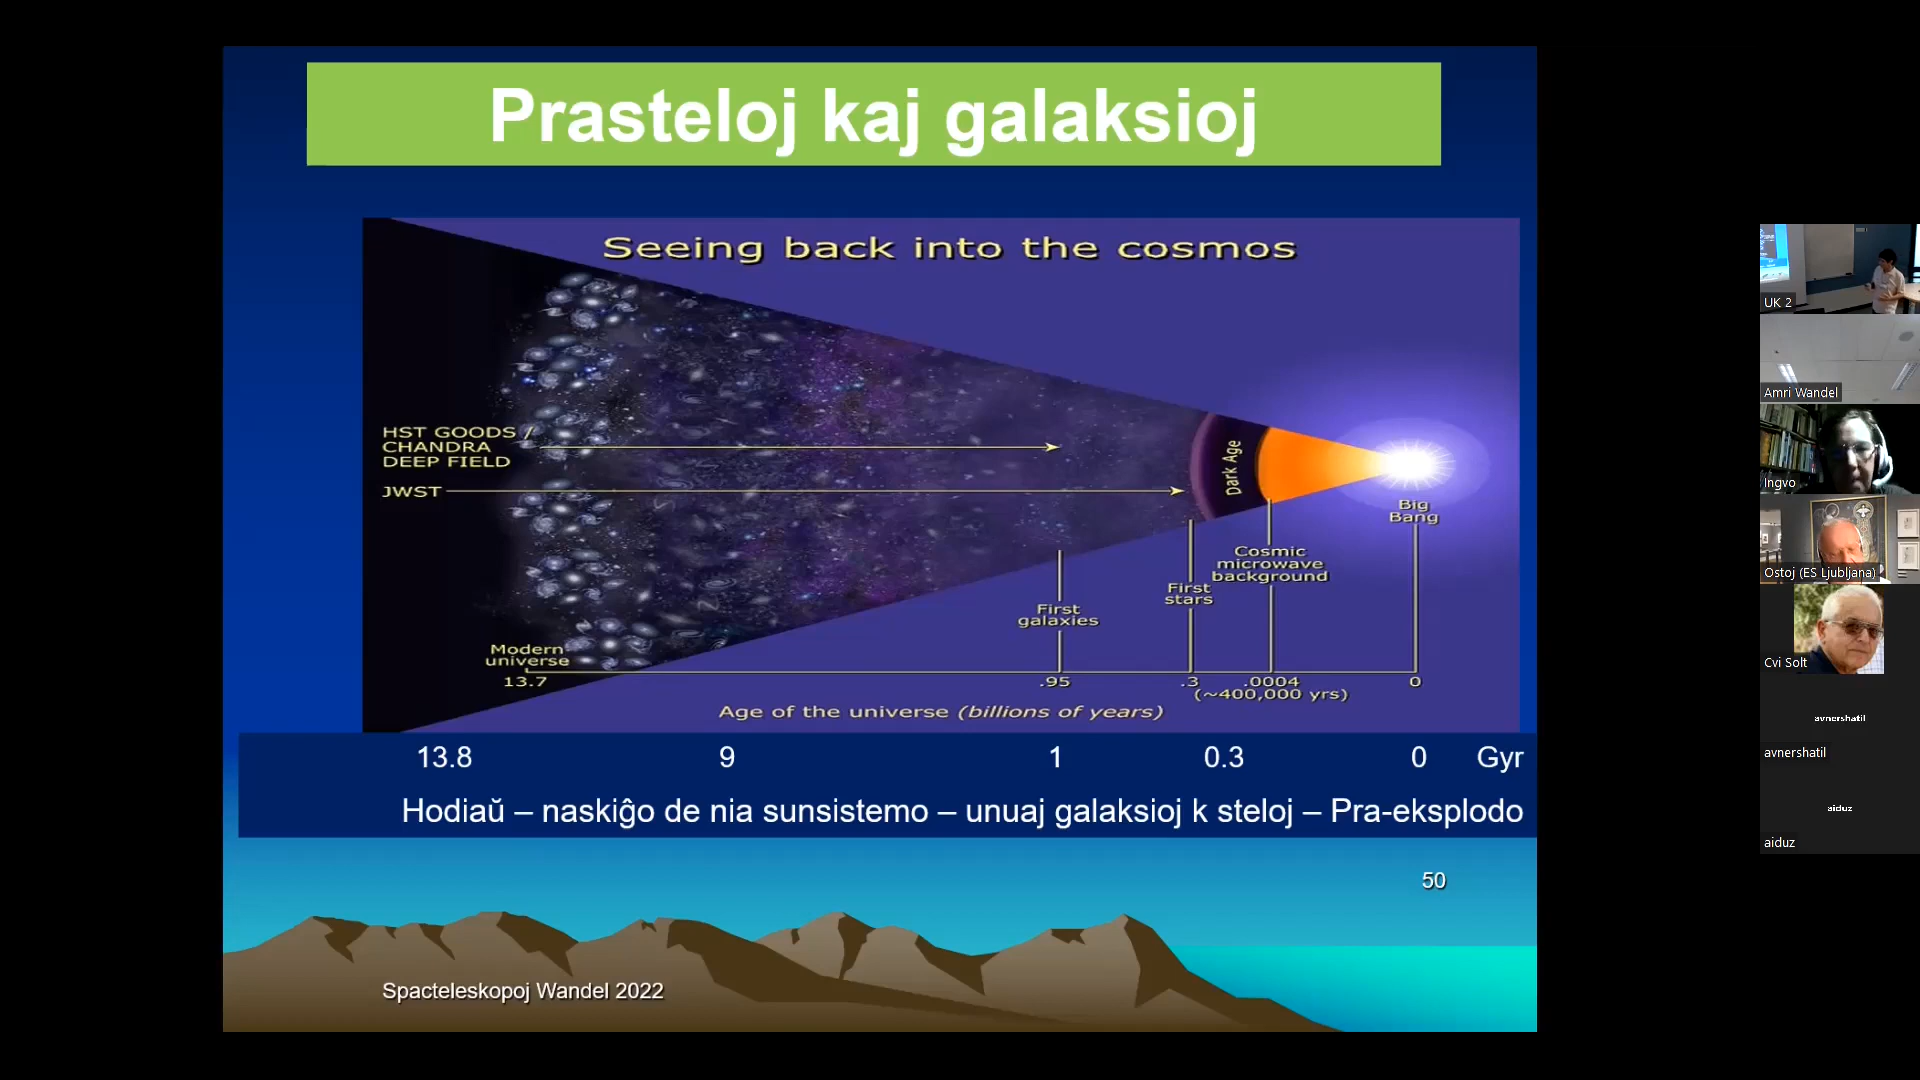 Prasteloj kaj galaksioj
Seeing back into the cosmos
HST GOODS /
CHANDRA
DEEP FIELD
JWST
Dark Age
Big
Bang
Cosmic
microwave
background
First
stars
First
galaxies
Modern
universe
13.7 .95 .3 .0004 0
(~400,000 yrs)
Age of the universe (billions of years)
13.8 9 1 0.3 0 Gyr
Hodiaŭ – naskiĝo de nia sunsistemo – unuaj galaksioj k steloj – Pra-eksplodo
50
Spacteleskopoj Wandel 2022
UK 2
Amri Wandel
Ingvo
Ostoj (ES Ljubljana)
Cvi Solt
avnershatil
avnershatil
aiduz
aiduz